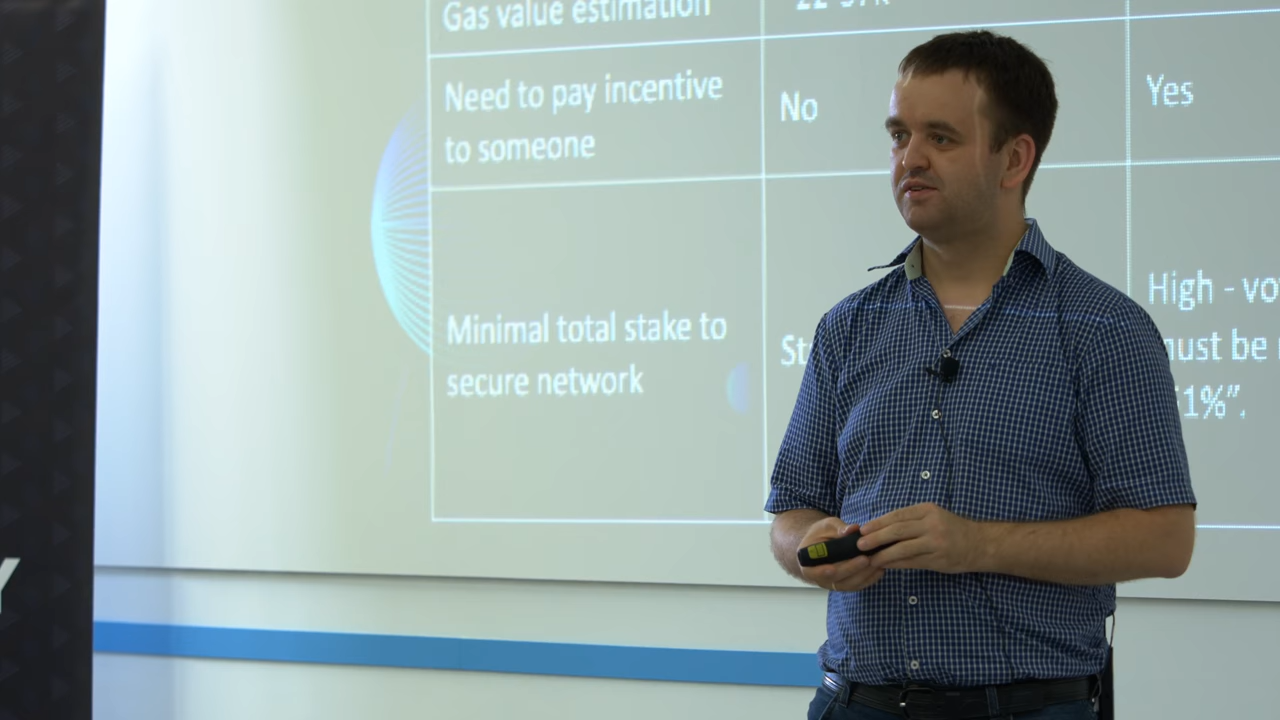 Gas value estimation
Need to pay incentive
to someone
No
Yes
Minimal total stake to
secure network
High - vo
must be
51%".
Y